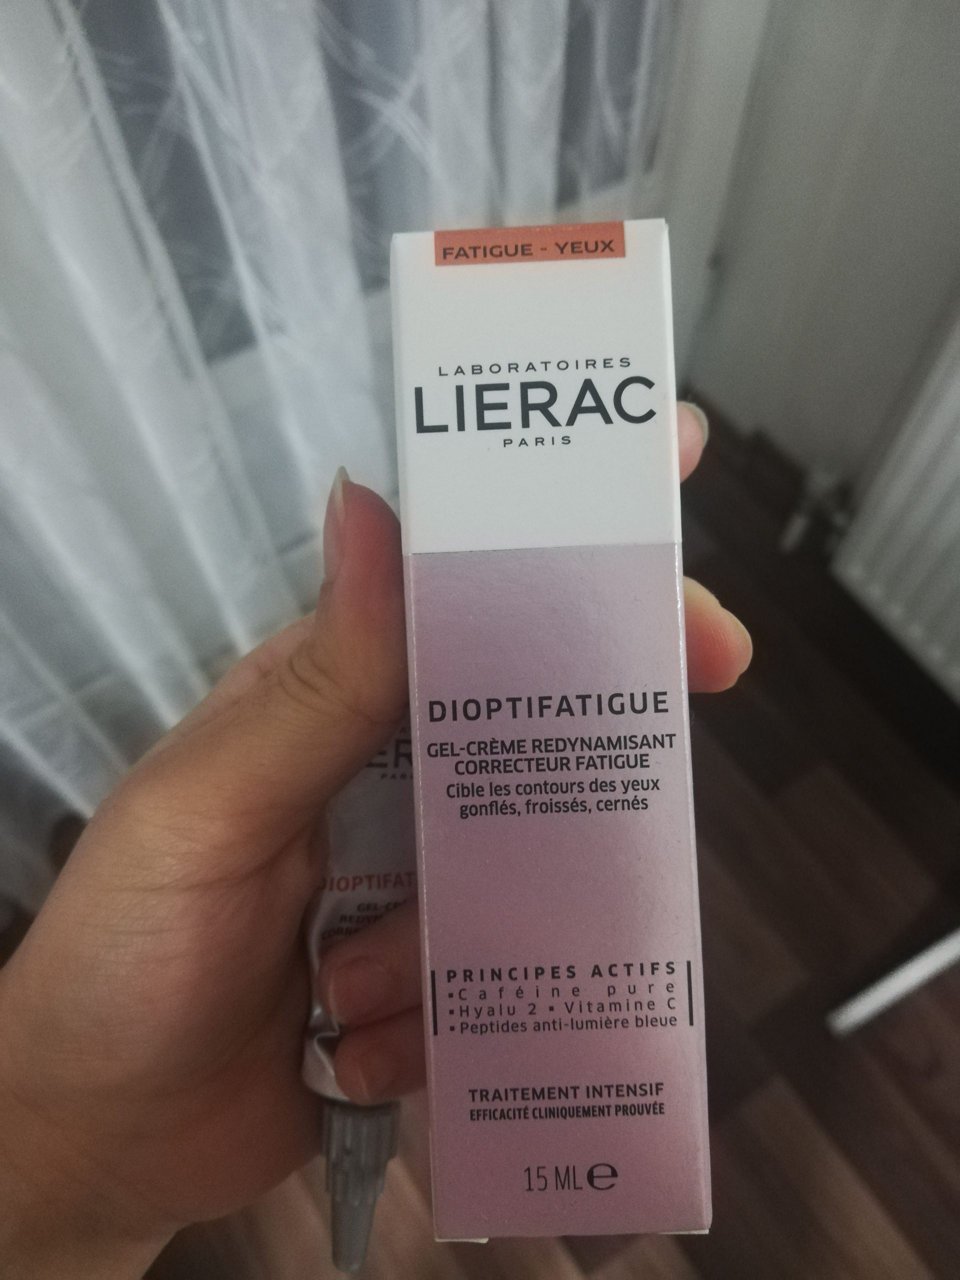 FATIGUE - YEUX
LABORATOIRES
LIERAC
PARIS
DIOPTIFATIGUE
GEL-CRÈME REDYNAMISANT
CORRECTEUR FATIGUE
Cible les contours des yeux
gonflés, froissés, cernés
PRINCIPES ACTIFS
▪Caféine pure
▪Hyalu 2 ▪ Vitamine C
▪Peptides anti-lumière bleue
TRAITEMENT INTENSIF
EFFICACITÉ CLINIQUEMENT PROUVÉE
15 ML ℮